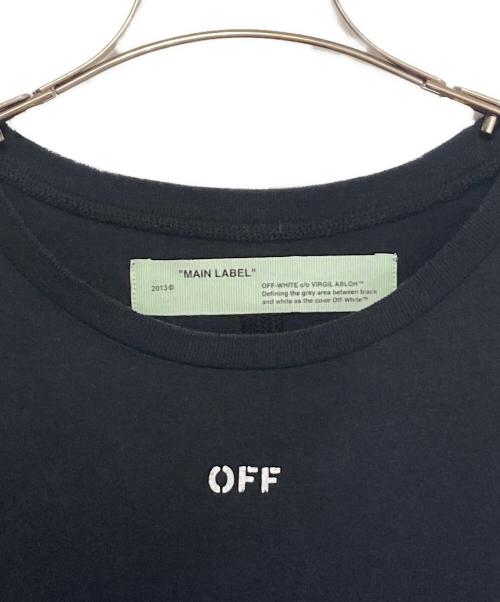 "MAIN LABEL"
2013©
OFF-WHITE c/o VIRGIL ABLOH™
Defining the grey area between black
and white as the color Off-White™
OFF